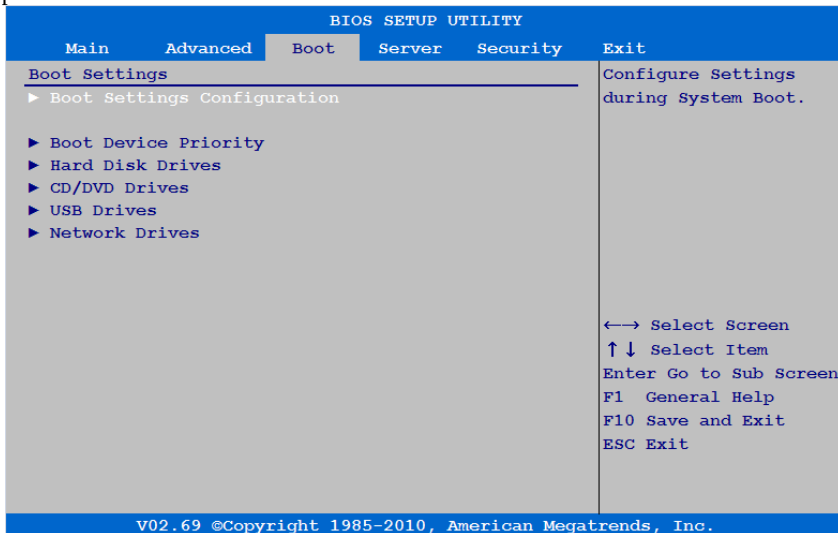 BIOS SETUP UTILITY
Main Advanced Boot Server Security Exit
Boot Settings
▶ Boot Settings Configuration
▶ Boot Device Priority
▶ Hard Disk Drives
▶ CD/DVD Drives
▶ USB Drives
▶ Network Drives
Configure Settings
during System Boot.
←→ Select Screen
↑↓ Select Item
Enter Go to Sub Screen
F1 General Help
F10 Save and Exit
ESC Exit
V02.69 ©Copyright 1985-2010, American Megatrends, Inc.